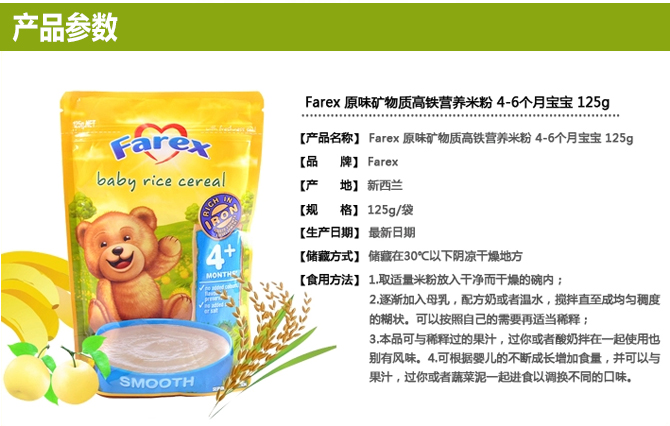 产品参数
Farex 原味矿物质高铁营养米粉 4-6个月宝宝 125g
【产品名称】 Farex 原味矿物质高铁营养米粉 4-6个月宝宝 125g
【品 牌】 Farex
【产 地】 新西兰
【规 格】 125g/袋
【生产日期】 最新日期
【储藏方式】 储藏在30℃以下阴凉干燥地方
【食用方法】 1.取适量米粉放入干净而干燥的碗内；
2.逐渐加入母乳，配方奶或者温水，搅拌直至成均匀稠度
的糊状。可以按照自己的需要再适当稀释；
3.本品可与稀释过的果汁，过你或者酸奶拌在一起使用也
别有风味。4.可根据婴儿的不断成长增加食量，并可以与
果汁，过你或者蔬菜泥一起进食以调换不同的口味。
Farex
baby rice cereal
RICH IN
IRON
4+
MONTHS
no added
no added
SMOOTH